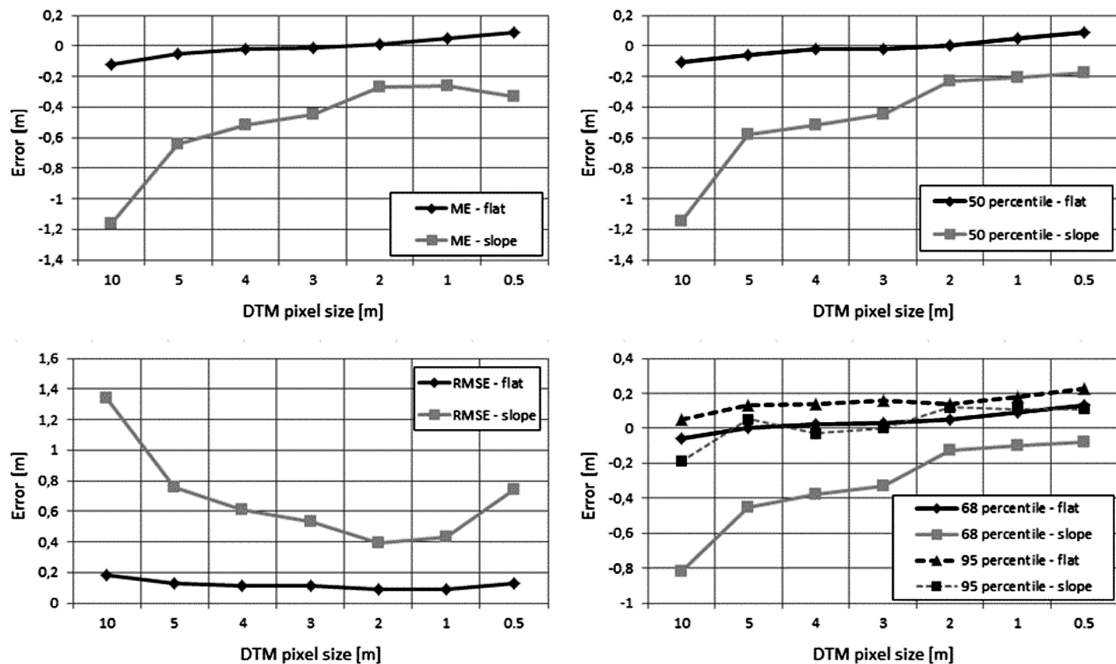 0,2
0
-0,2
-0,4
-0,6
-0,8
-1
-1,2
-1,4
Error [m]
10 5 4 3 2 1 0.5
DTM pixel size [m]
ME - flat
ME - slope
0,2
0
-0,2
-0,4
-0,6
-0,8
-1
-1,2
-1,4
Error [m]
10 5 4 3 2 1 0.5
DTM pixel size [m]
50 percentile - flat
50 percentile - slope
1,6
1,4
1,2
1
0,8
0,6
0,4
0,2
0
Error [m]
10 5 4 3 2 1 0.5
DTM pixel size [m]
RMSE - flat
RMSE - slope
0,4
0,2
0
-0,2
-0,4
-0,6
-0,8
-1
Error [m]
10 5 4 3 2 1 0.5
DTM pixel size [m]
68 percentile - flat
68 percentile - slope
95 percentile - flat
95 percentile - slope